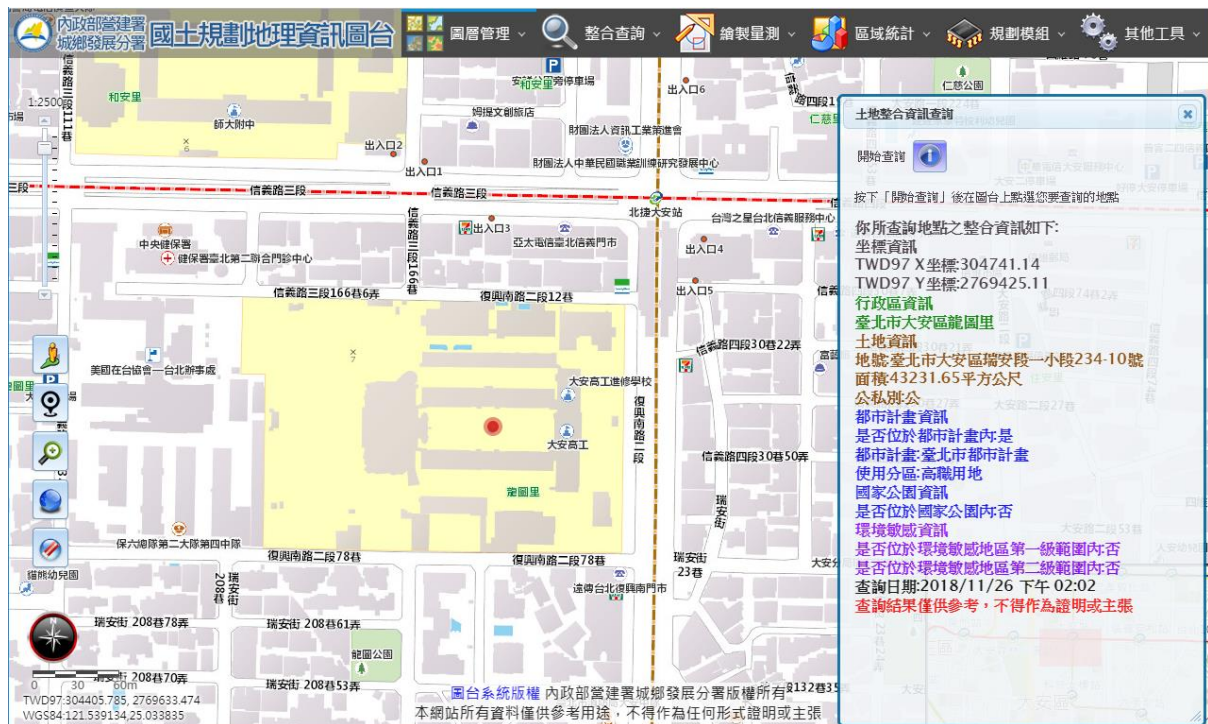 內政部營建署
城鄉發展分署
國土規劃地理資訊圖台
圖層管理
整合查詢
繪製量測
區域統計
規劃模組
其他工具
信義路三段111巷
和安里
和安里
安
旁停車場
出入口6
仁慈公園
1:2500
師大附中
姆提文創旅店
仁慈里
財團法人資訊工業策進會
出入口2
財團法人中華民國職業訓練研究發展中心
出入口1
三段
信義路三段
信義路三段
北捷大安站
台灣之星台北信義服務中心
信義路三段166巷
出入口3
中央健保署
亞太電信臺北信義門市
健保署臺北第二聯合門診中心
出入口4
信義路三段166巷6弄
復興南路二段12巷
出入口5
信義路四段30巷22弄
美國在台協會—台北辦事處
大安高工進修學校
復興南路二段
大安高工
信義路四段30巷50弄
龍圖里
瑞安街
保六總隊第二大隊第四中隊
復興南路二段78巷
復興南路二段78巷
瑞安街
23巷
貓熊幼兒園
瑞安街
208巷
遠傳台北復興南門市
瑞安街 208巷78弄
瑞安街 208巷61弄
龍圖公園
瑞安街 208巷70弄
瑞安街 208巷53弄
132巷35
0 30 60m
TWD97:304405.785, 2769633.474
WGS84:121.539134,25.033835
圖台系統版權 內政部營建署城鄉發展分署版權所有
本網站所有資料僅供參考用途，不得作為任何形式證明或主張
土地整合資訊查詢
開始查詢
按下「開始查詢」後在圖台上點選您要查詢的地點
你所查詢地點之整合資訊如下:
坐標資訊
TWD97 X坐標:304741.14
TWD97 Y坐標:2769425.11
行政區資訊
臺北市大安區龍圖里
土地資訊
地號:臺北市大安區瑞安段一小段234-10號
面積43231.65平方公尺
公私別:公
都市計畫資訊
是否位於都市計畫內:是
都市計畫:臺北市都市計畫
使用分區:高職用地
國家公園資訊
是否位於國家公園內:否
環境敏感資訊
是否位於環境敏感地區第一級範圍內:否
是否位於環境敏感地區第二級範圍內:否
查詢日期:2018/11/26 下午 02:02
查詢結果僅供參考，不得作為證明或主張